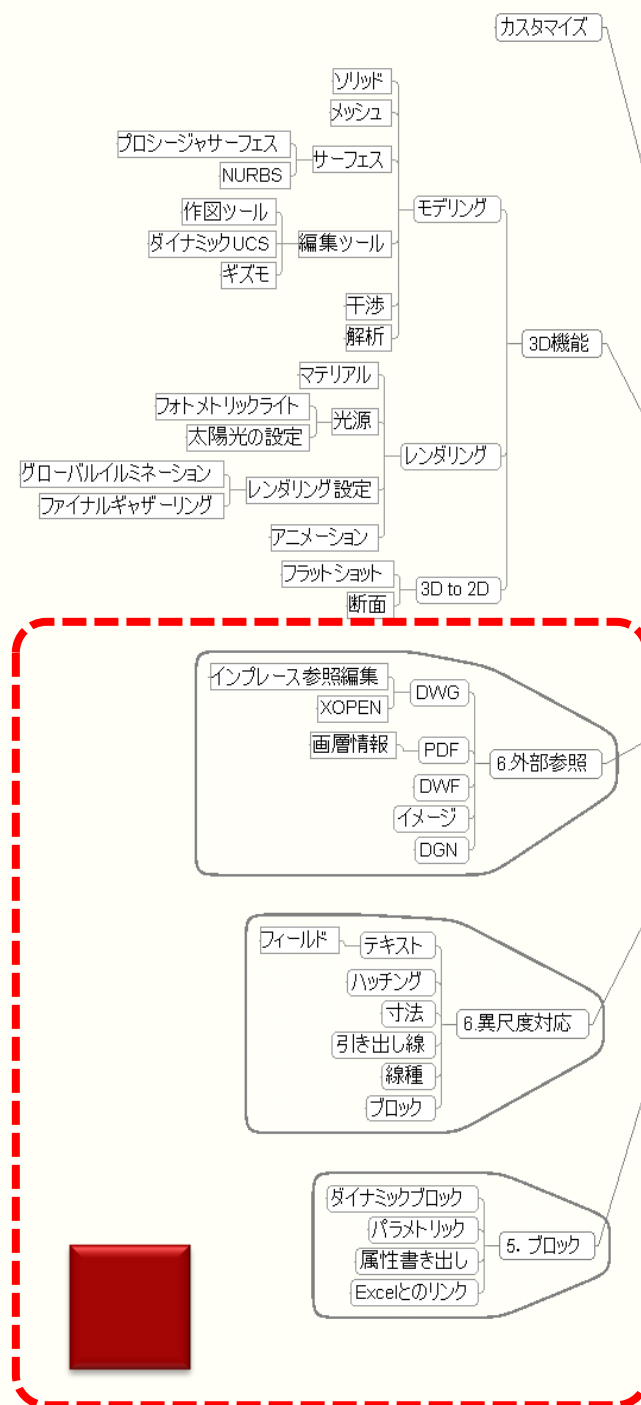 カスタマイズ
ソリッド
メッシュ
プロシージャサーフェス
サーフェス
NURBS
モデリング
作図ツール
ダイナミックUCS
編集ツール
ギズモ
干渉
解析
3D機能
マテリアル
フォトメトリックライト
光源
太陽光の設定
レンダリング
グローバルイルミネーション
レンダリング設定
ファイナルギャザーリング
アニメーション
フラットショット
3D to 2D
断面
インプレース参照編集
DWG
XOPEN
画層情報
PDF
6.外部参照
DWF
イメージ
DGN
フィールド
テキスト
ハッチング
寸法
6.異尺度対応
引き出し線
線種
ブロック
ダイナミックブロック
パラメトリック
5. ブロック
属性書き出し
Excelとのリンク